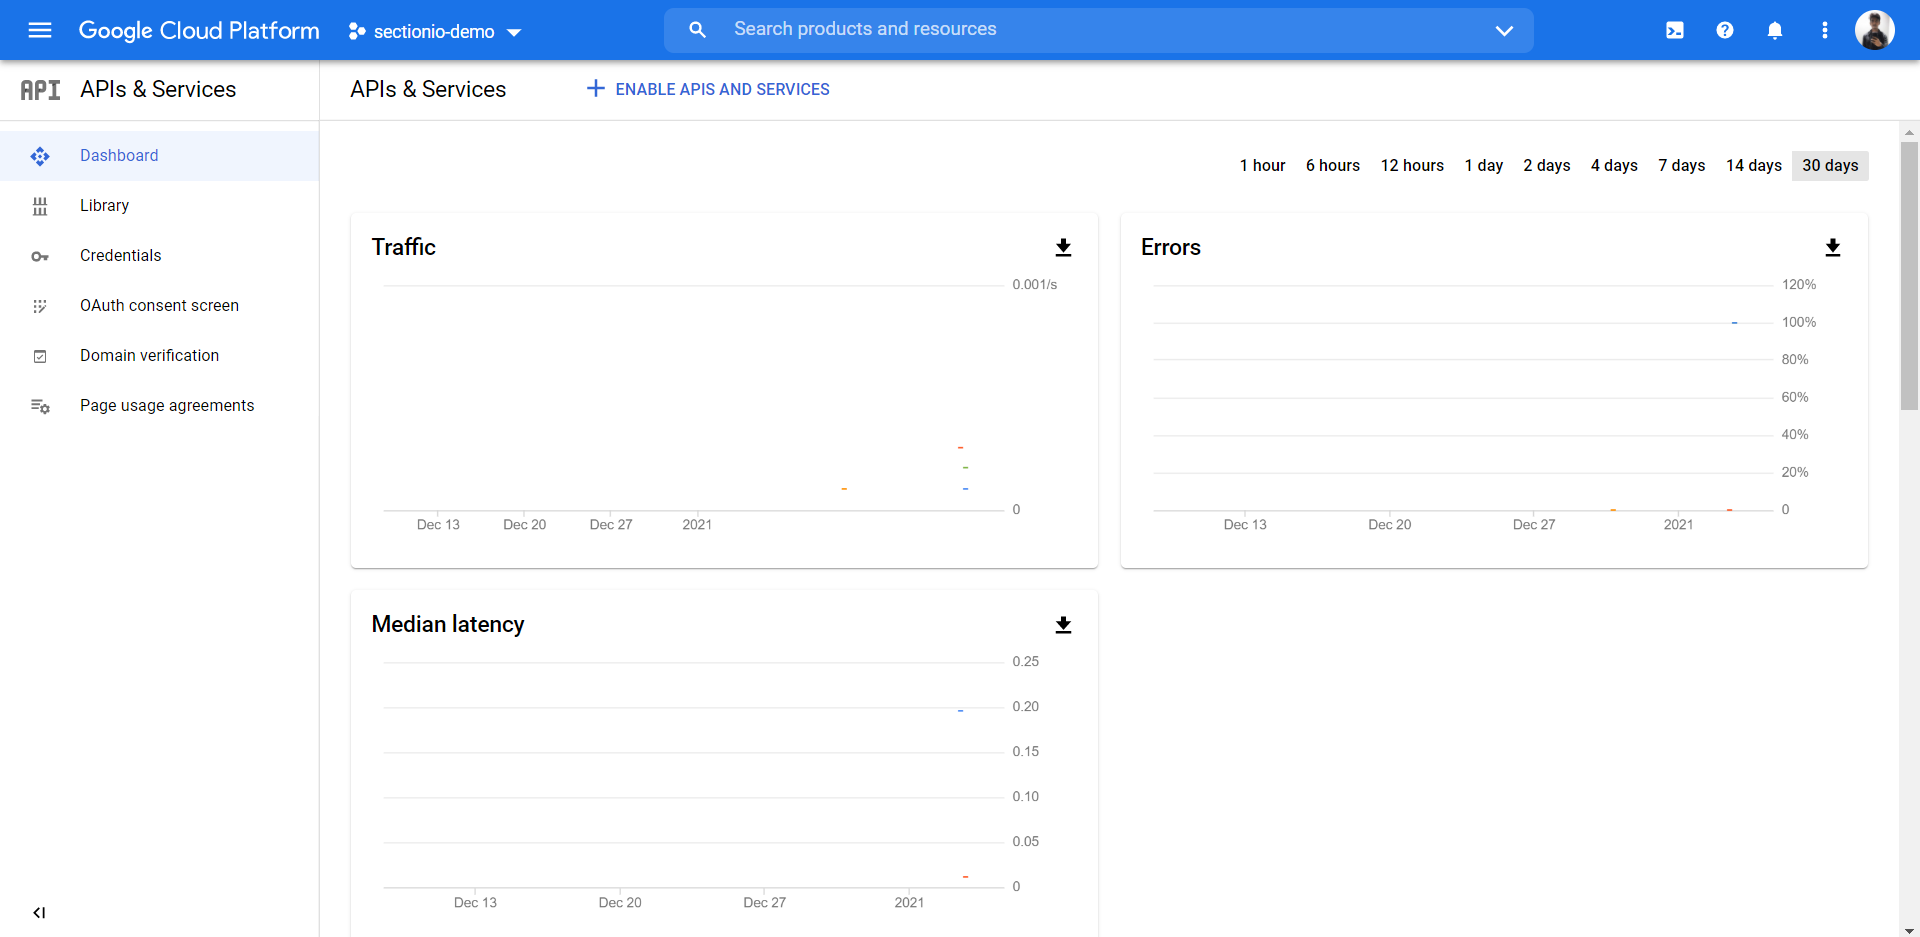 Google Cloud Platform
sectionio-demo
Search products and resources
API APIs & Services
APIs & Services
ENABLE APIS AND SERVICES
Dashboard
Library
Credentials
OAuth consent screen
Domain verification
Page usage agreements
1 hour 6 hours 12 hours 1 day 2 days 4 days 7 days 14 days 30 days
Traffic
0.001/s
0
Dec 13 Dec 20 Dec 27 2021
Errors
120%
100%
80%
60%
40%
20%
0
Dec 13 Dec 20 Dec 27 2021
Median latency
0.25
0.20
0.15
0.10
0.05
0
Dec 13 Dec 20 Dec 27 2021